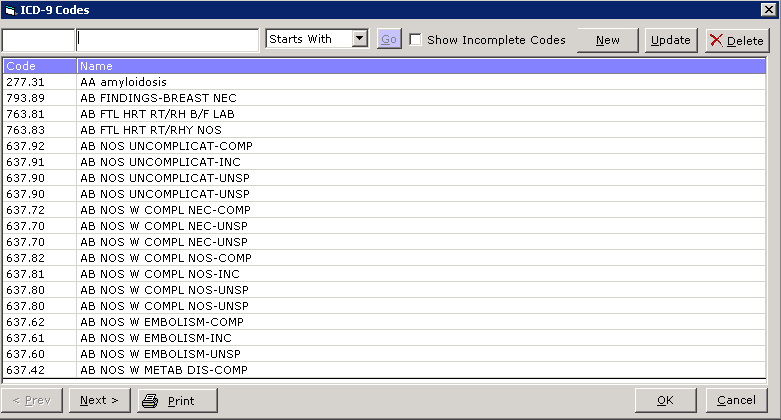 ICD-9 Codes
Starts With Go Show Incomplete Codes New Update Delete
Code Name
277.31 AA amyloidosis
793.89 AB FINDINGS-BREAST NEC
763.81 AB FTL HRT RT/RH B/F LAB
763.83 AB FTL HRT RT/RHY NOS
637.92 AB NOS UNCOMPLICAT-COMP
637.91 AB NOS UNCOMPLICAT-INC
637.90 AB NOS UNCOMPLICAT-UNSP
637.90 AB NOS UNCOMPLICAT-UNSP
637.72 AB NOS W COMPL NEC-COMP
637.70 AB NOS W COMPL NEC-UNSP
637.70 AB NOS W COMPL NEC-UNSP
637.82 AB NOS W COMPL NOS-COMP
637.81 AB NOS W COMPL NOS-INC
637.80 AB NOS W COMPL NOS-UNSP
637.80 AB NOS W COMPL NOS-UNSP
637.62 AB NOS W EMBOLISM-COMP
637.61 AB NOS W EMBOLISM-INC
637.60 AB NOS W EMBOLISM-UNSP
637.42 AB NOS W METAB DIS-COMP
< Prev Next > Print OK Cancel